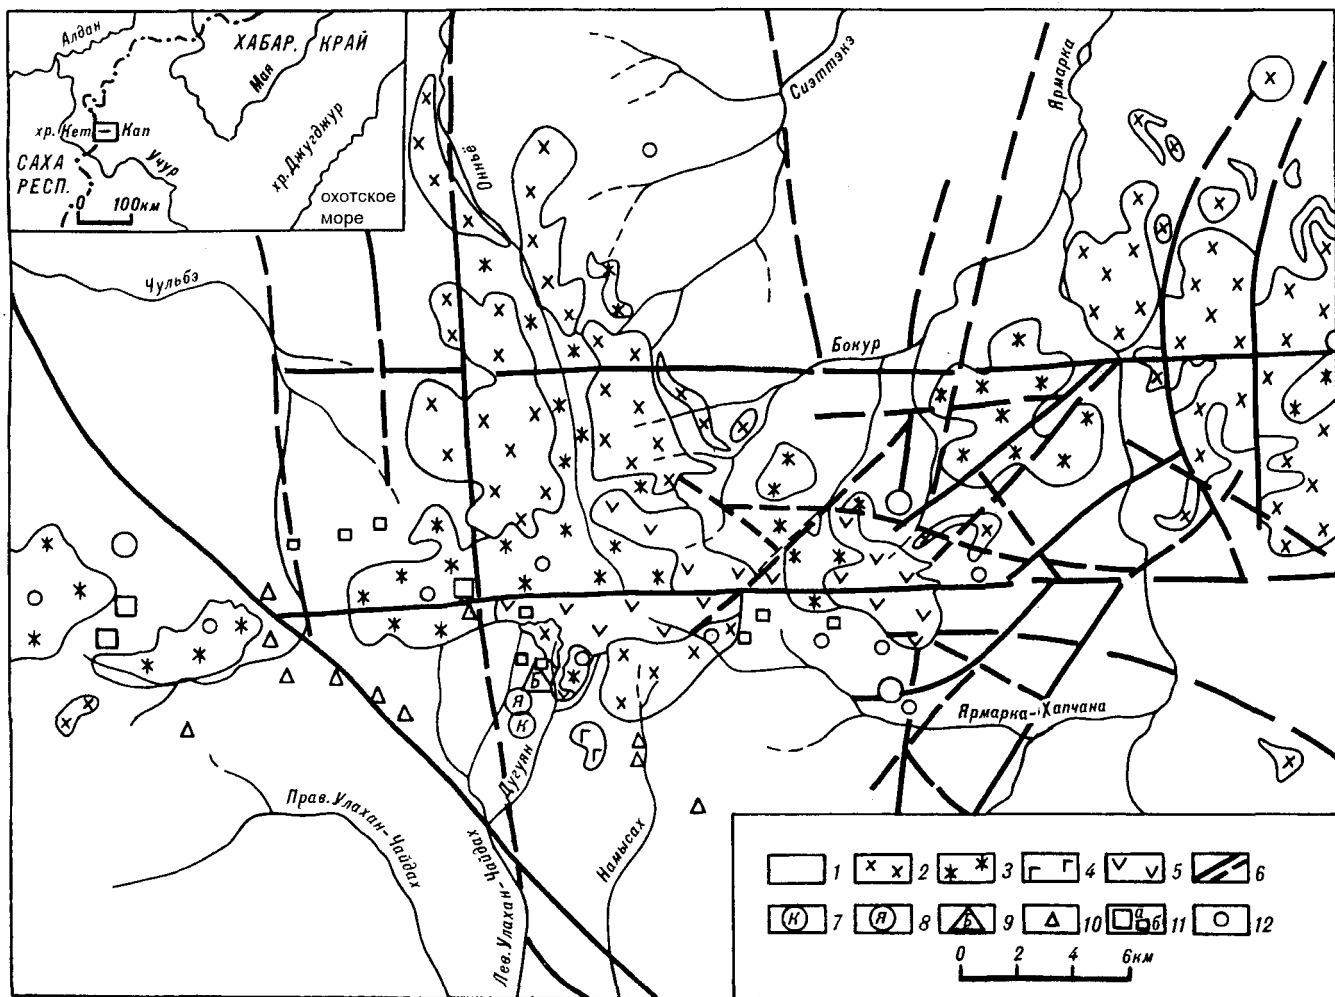 Алдан
ХАБАР. КРАЙ
Мая
хр. Кет
Кап
хр. Джугджур
САХА
РЕСП.
Учур
0 100км
охотское
море
Сиэттэкэ
Ярмарка
Онньё
Чульбэ
Бокур
Б
Я
К
Ярмарка-Хапчана
Дугуян
Прав. Улахан-Чайдах
Лев. Улахан-Чайдах
Намысах
1 2 3 4 5 6
К 7 Я 8 Б 9 10 а б 11 12
0 2 4 6км